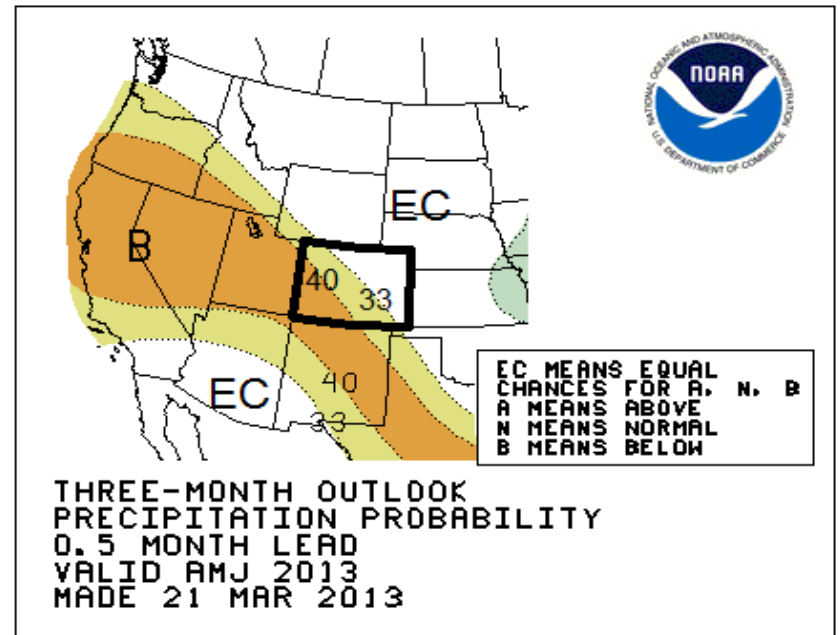 NATIONAL OCEANIC AND ATMOSPHERIC ADMINISTRATION
NOAA
U.S. DEPARTMENT OF COMMERCE
EC
B
40
33
40
EC
33
EC MEANS EQUAL
CHANCES FOR A. N. B
A MEANS ABOVE
N MEANS NORMAL
B MEANS BELOW
THREE-MONTH OUTLOOK
PRECIPITATION PROBABILITY
0.5 MONTH LEAD
VALID AMJ 2013
MADE 21 MAR 2013